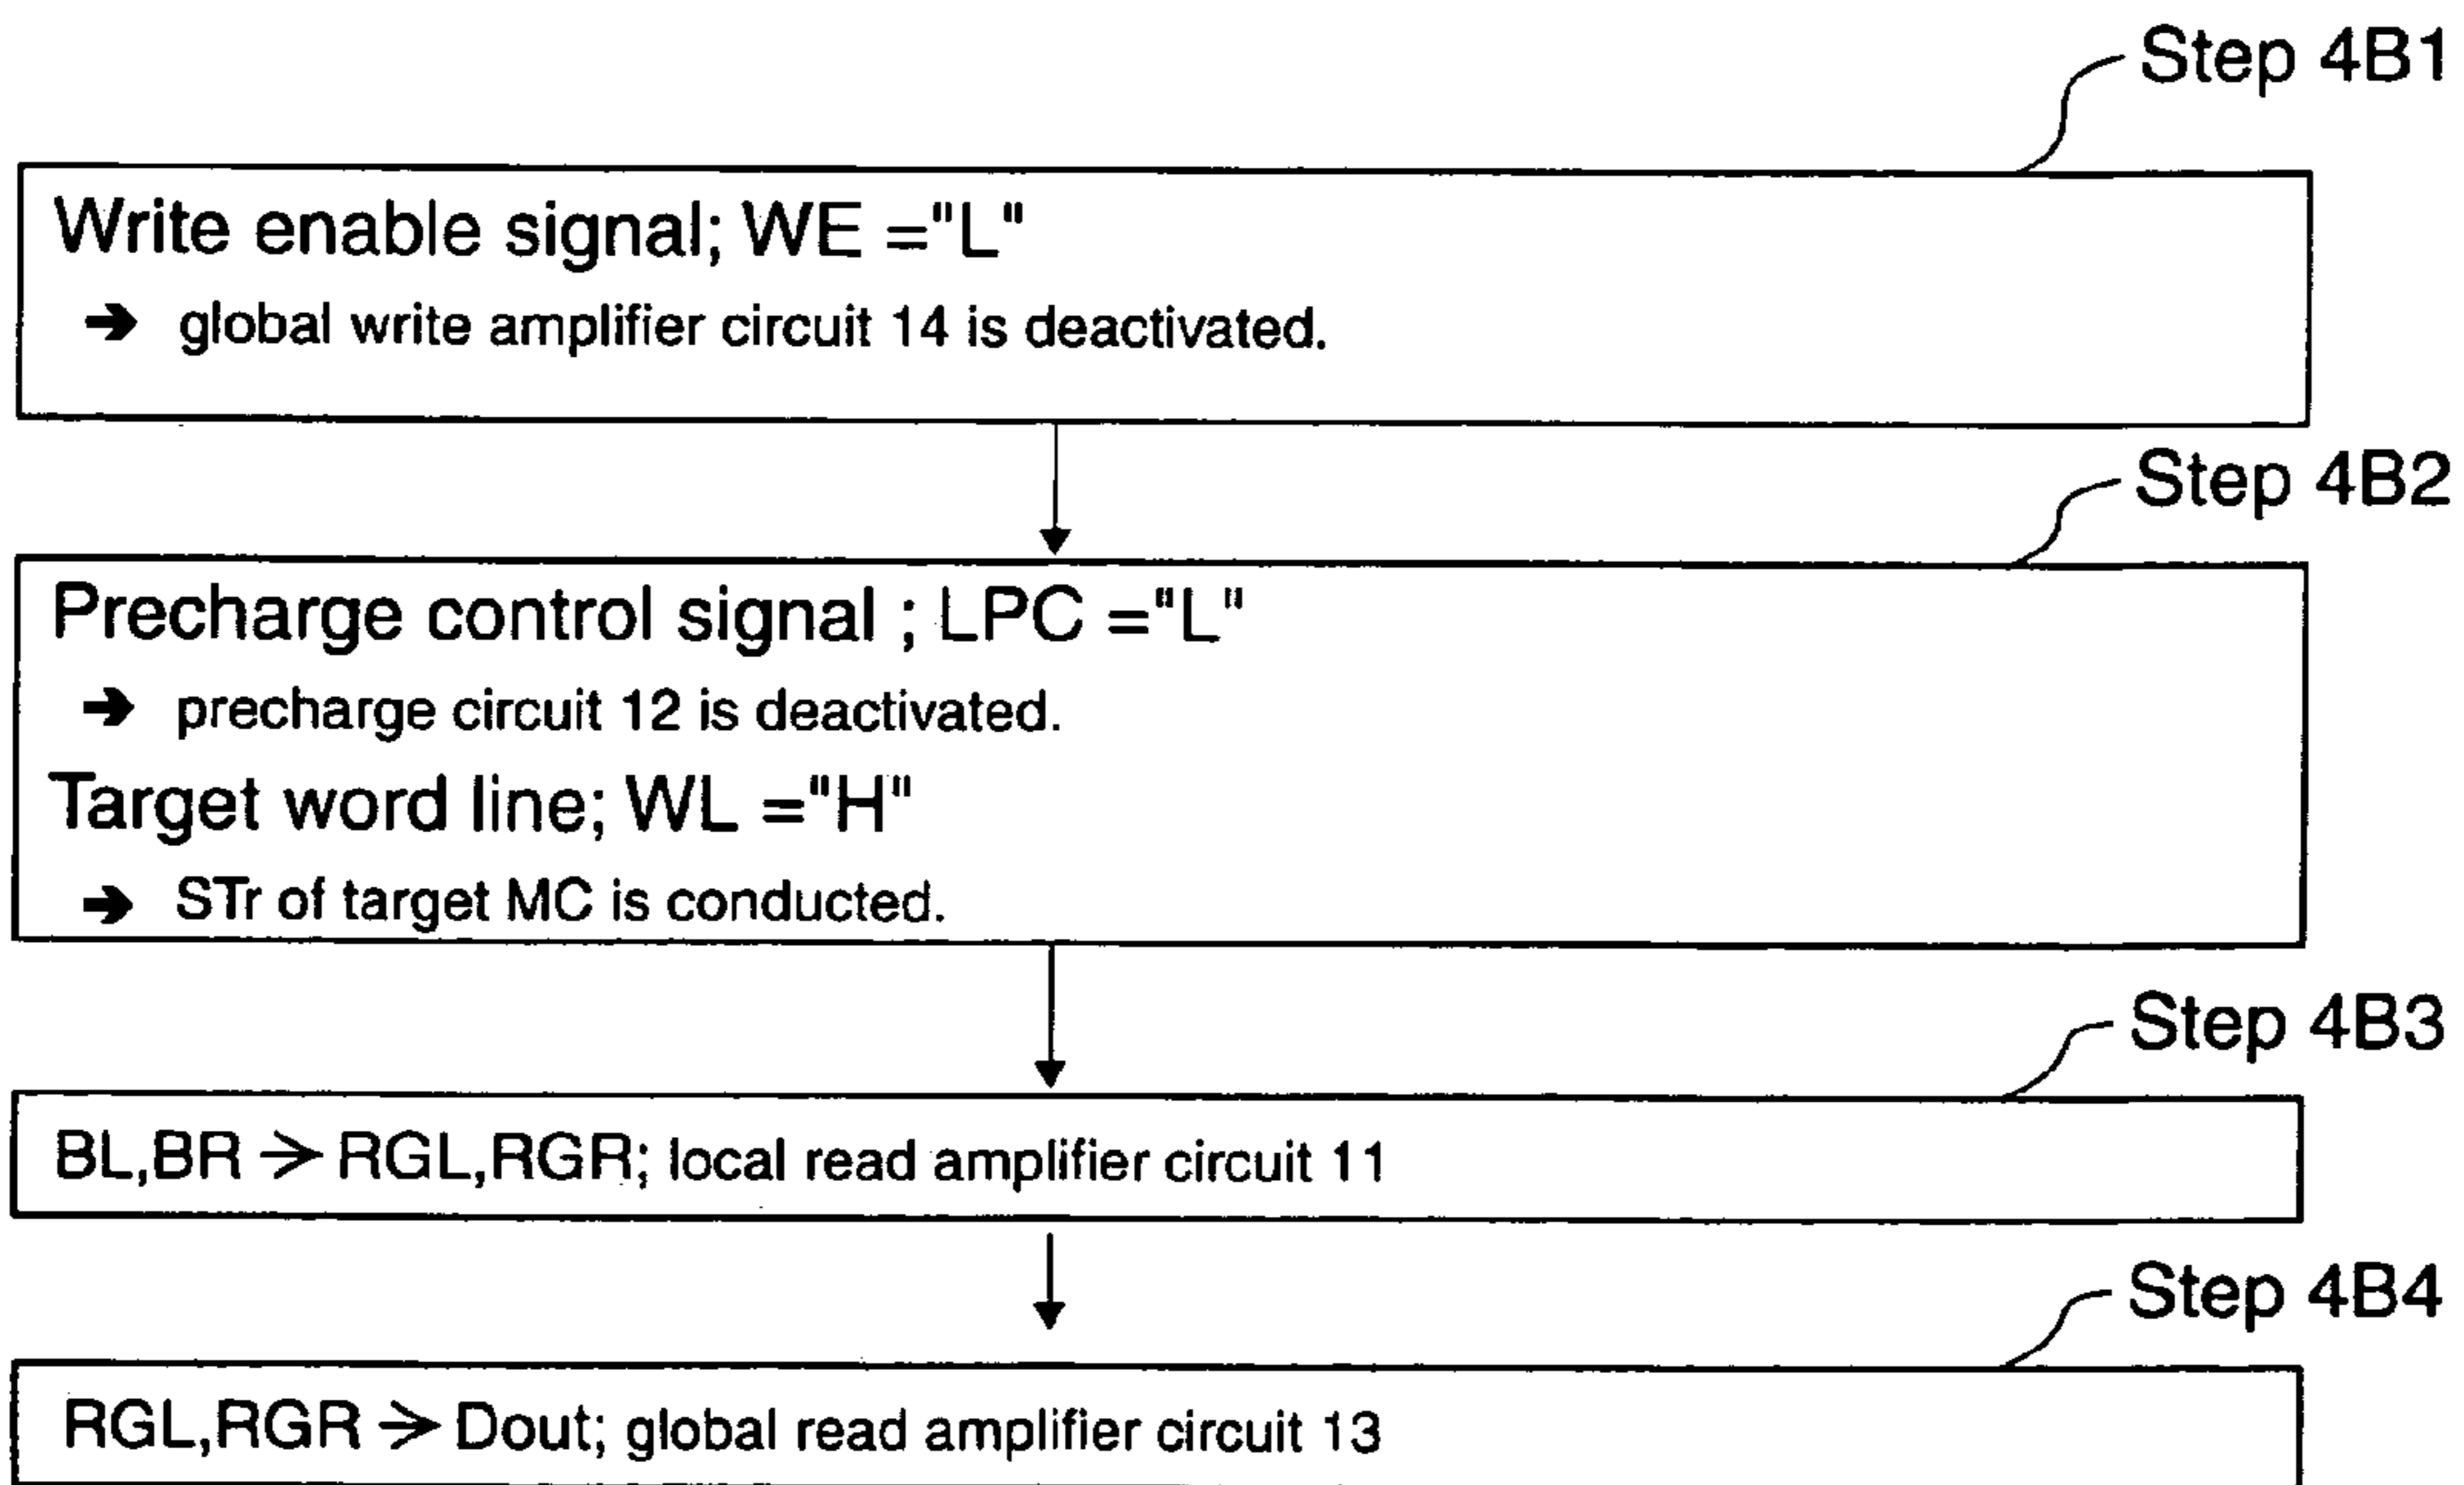 Step 4B1
Write enable signal; WE ="L"
➔ global write amplifier circuit 14 is deactivated.
Step 4B2
Precharge control signal ; LPC ="L"
➔ precharge circuit 12 is deactivated.
Target word line; WL ="H"
➔ STr of target MC is conducted.
Step 4B3
BL,BR → RGL,RGR; local read amplifier circuit 11
Step 4B4
RGL,RGR → Dout; global read amplifier circuit 13